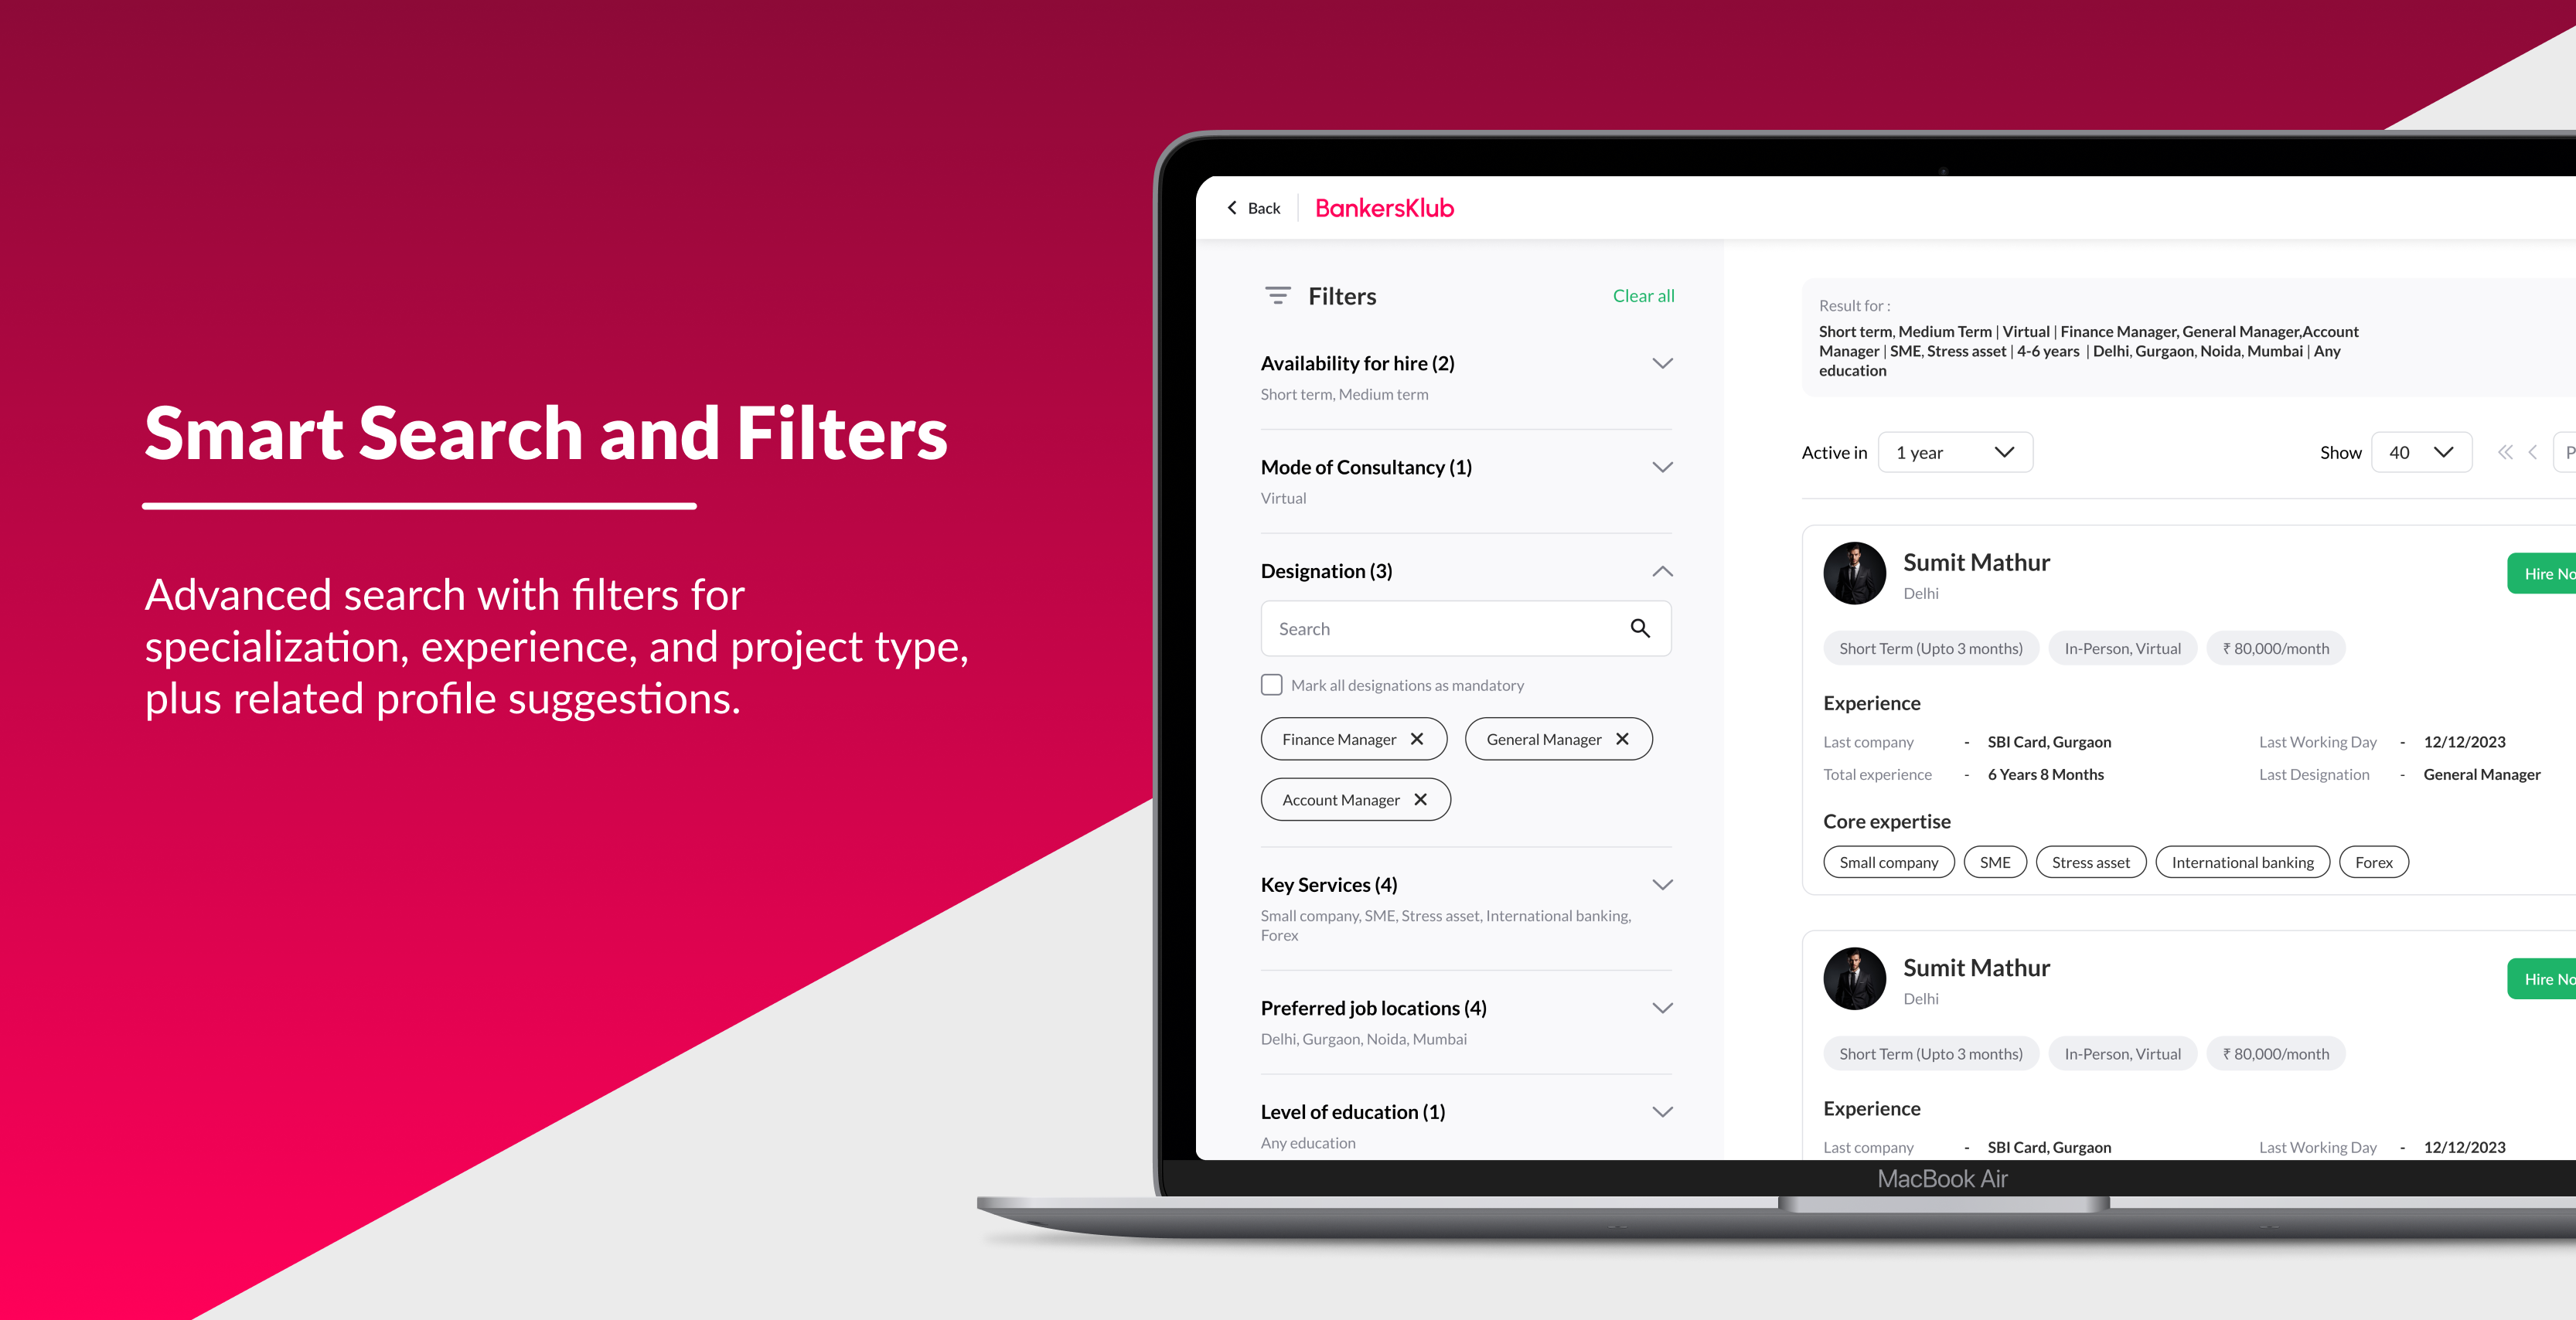 Smart Search and Filters
Advanced search with filters for
specialization, experience, and project type,
plus related profile suggestions.
Back
BankersKlub
Filters
Clear all
Availability for hire (2)
Short term, Medium term
Mode of Consultancy (1)
Virtual
Designation (3)
Search
Mark all designations as mandatory
Finance Manager
General Manager
Account Manager
Key Services (4)
Small company, SME, Stress asset, International banking,
Forex
Preferred job locations (4)
Delhi, Gurgaon, Noida, Mumbai
Level of education (1)
Any education
Result for :
Short term, Medium Term | Virtual | Finance Manager, General Manager,Account
Manager | SME, Stress asset | 4-6 years | Delhi, Gurgaon, Noida, Mumbai | Any
education
Active in 1 year
Show 40
Sumit Mathur
Delhi
Hire No
Short Term (Upto 3 months) In-Person, Virtual ₹ 80,000/month
Experience
Last company - SBI Card, Gurgaon Last Working Day - 12/12/2023
Total experience - 6 Years 8 Months Last Designation - General Manager
Core expertise
Small company SME Stress asset International banking Forex
Sumit Mathur
Delhi
Hire No
Short Term (Upto 3 months) In-Person, Virtual ₹ 80,000/month
Experience
Last company - SBI Card, Gurgaon Last Working Day - 12/12/2023
MacBook Air